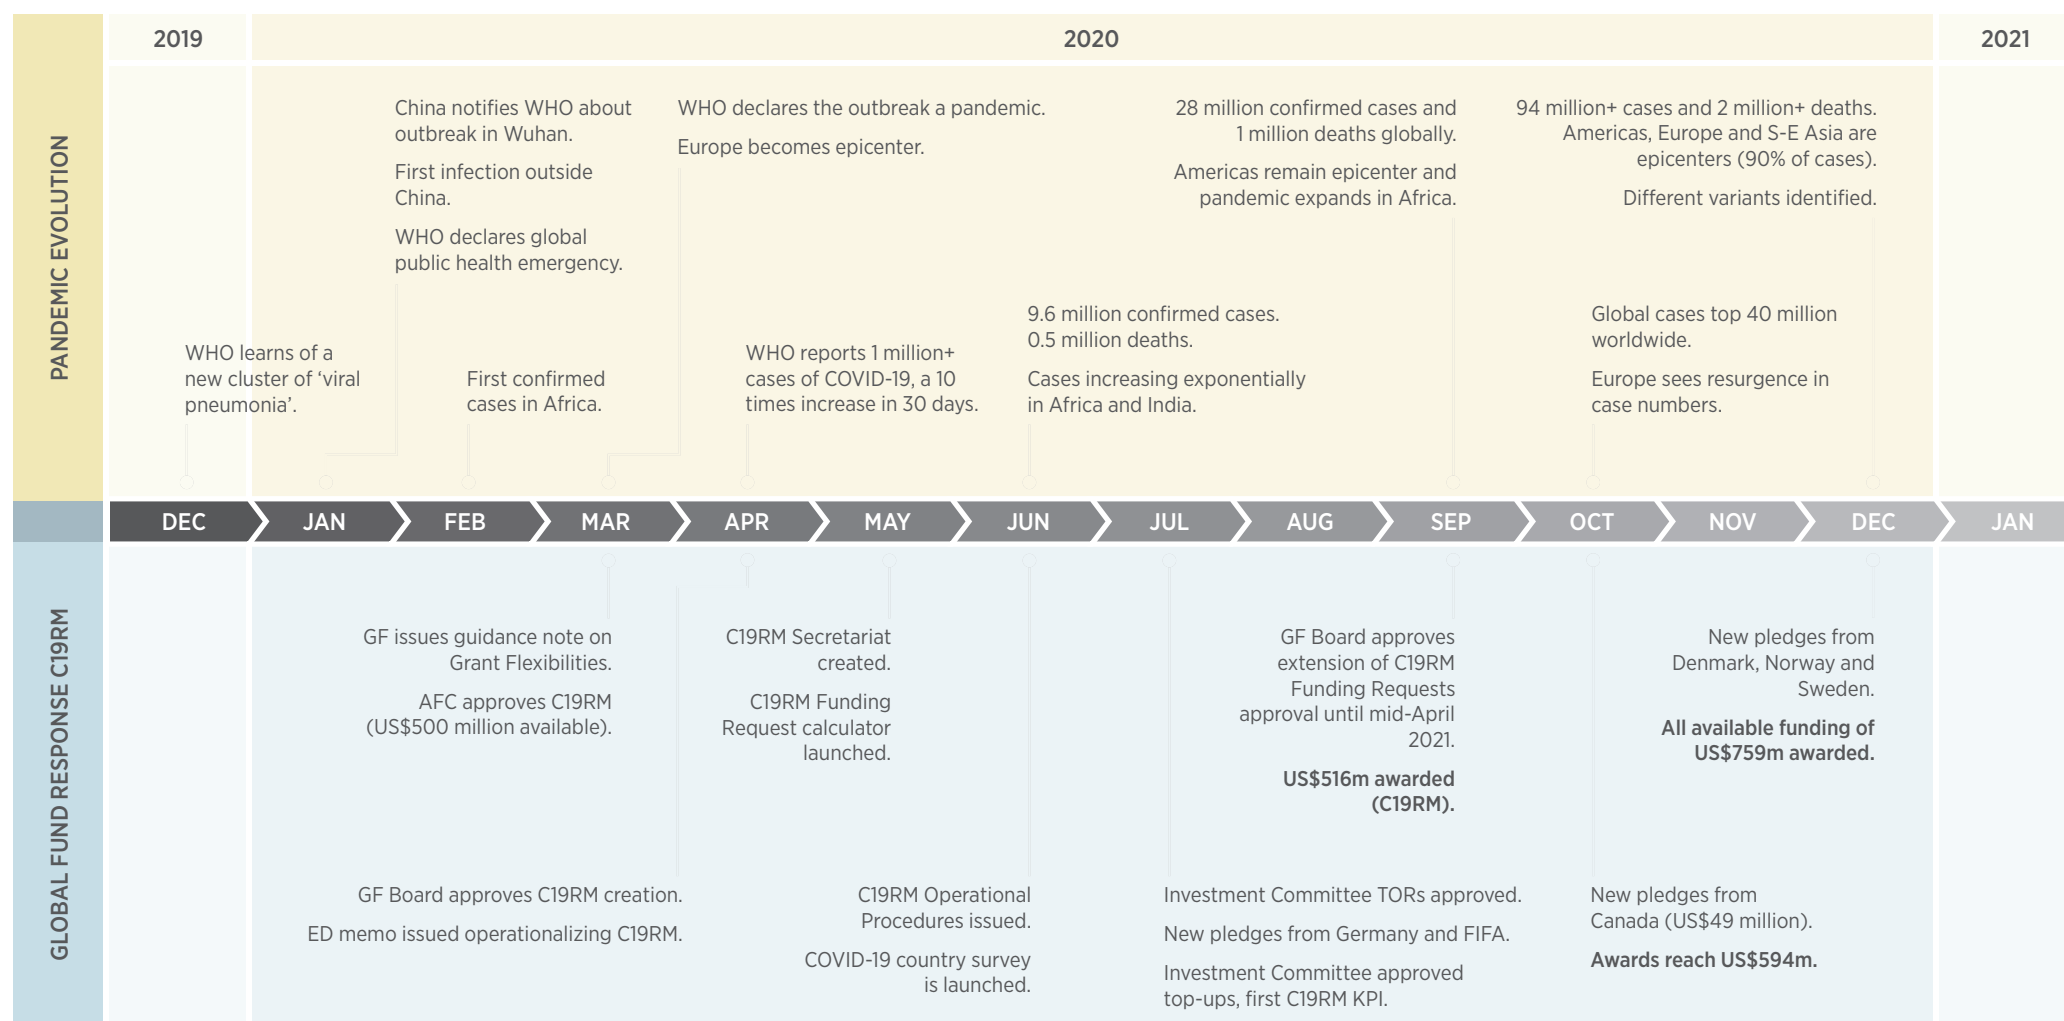 2019
2020
2021
PANDEMIC EVOLUTION
China notifies WHO about
outbreak in Wuhan.
First infection outside
China.
WHO declares global
public health emergency.
WHO declares the outbreak a pandemic.
Europe becomes epicenter.
28 million confirmed cases and
1 million deaths globally.
Americas remain epicenter and
pandemic expands in Africa.
94 million+ cases and 2 million+ deaths.
Americas, Europe and S-E Asia are
epicenters (90% of cases).
Different variants identified.
WHO learns of a
new cluster of ‘viral
pneumonia’.
First confirmed
cases in Africa.
WHO reports 1 million+
cases of COVID-19, a 10
times increase in 30 days.
9.6 million confirmed cases.
0.5 million deaths.
Cases increasing exponentially
in Africa and India.
Global cases top 40 million
worldwide.
Europe sees resurgence in
case numbers.
DEC
JAN
FEB
MAR
APR
MAY
JUN
JUL
AUG
SEP
OCT
NOV
DEC
JAN
GLOBAL FUND RESPONSE C19RM
GF issues guidance note on
Grant Flexibilities.
AFC approves C19RM
(US$500 million available).
C19RM Secretariat
created.
C19RM Funding
Request calculator
launched.
GF Board approves
extension of C19RM
Funding Requests
approval until mid-April
2021.
US$516m awarded
(C19RM).
New pledges from
Denmark, Norway and
Sweden.
All available funding of
US$759m awarded.
GF Board approves C19RM creation.
ED memo issued operationalizing C19RM.
C19RM Operational
Procedures issued.
COVID-19 country survey
is launched.
Investment Committee TORs approved.
New pledges from Germany and FIFA.
Investment Committee approved
top-ups, first C19RM KPI.
New pledges from
Canada (US$49 million).
Awards reach US$594m.